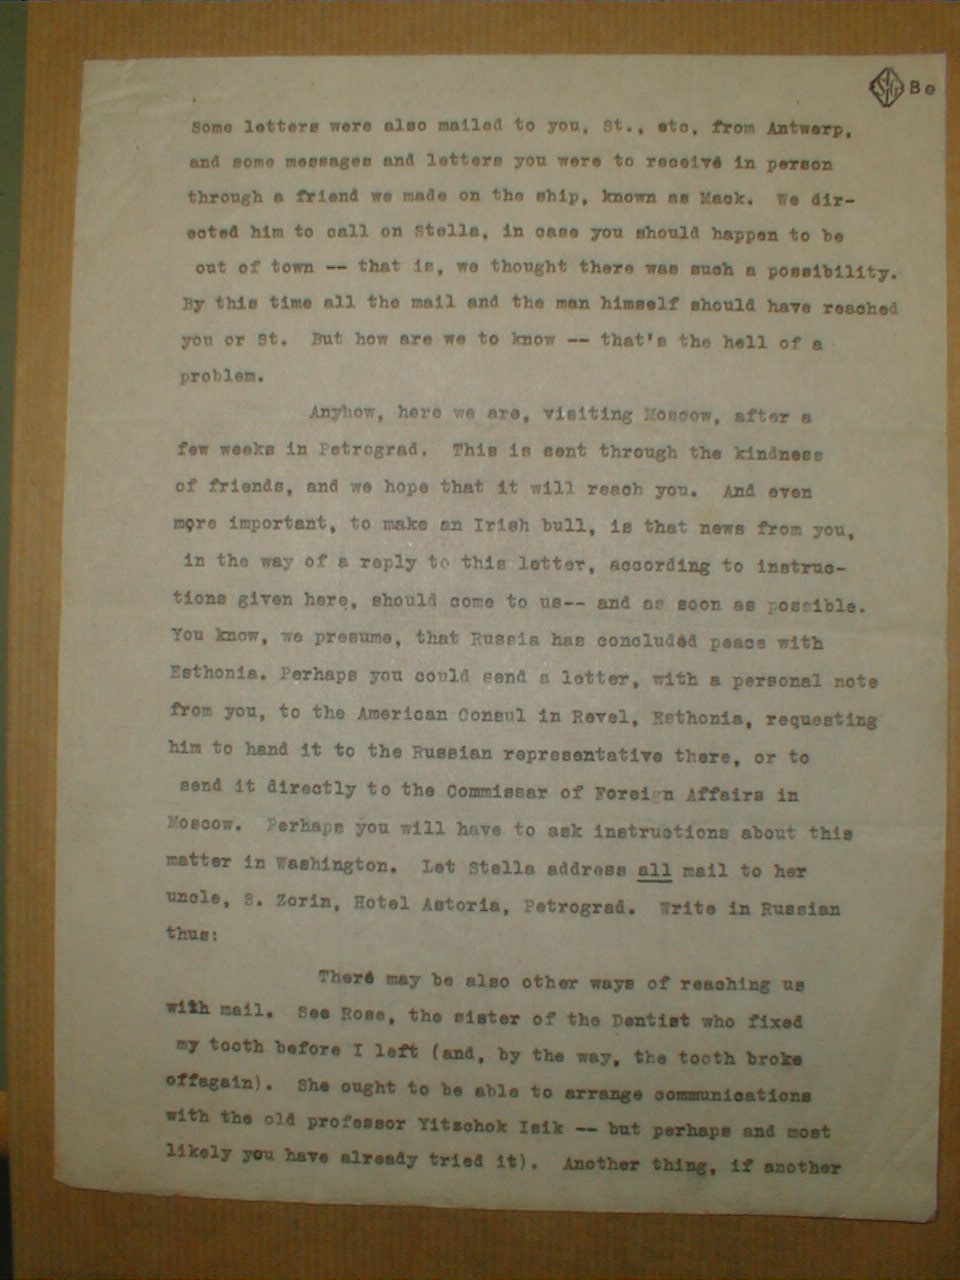 ISG Be
Some letters were also mailed to you, St., etc, from Antwerp,
and some messages and letters you were to receive in person
through a friend we made on the ship, known as Mack. We dir-
ected him to call on Stella, in case you should happen to be
out of town -- that is, we thought there was such a possibility.
By this time all the mail and the man himself should have reached
you or St. But how are we to know -- that's the hell of a
problem.
Anyhow, here we are, visiting Moscow, after a
few weeks in Petrograd. This is sent through the kindness
of friends, and we hope that it will reach you. And even
more important, to make an Irish bull, is that news from you,
in the way of a reply to this letter, according to instruc-
tions given here, should come to us-- and as soon as possible.
You know, we presume, that Russia has concluded peace with
Esthonia. Perhaps you could send a letter, with a personal note
from you, to the American Consul in Revel, Esthonia, requesting
him to hand it to the Russian representative there, or to
send it directly to the Commissar of Foreign Affairs in
Moscow. Perhaps you will have to ask instructions about this
matter in Washington. Let Stella address all mail to her
uncle, S. Zorin, Hotel Astoria, Petrograd. Write in Russian
thus:
There may be also other ways of reaching us
with mail. See Rose, the sister of the Dentist who fixed
my tooth before I left (and, by the way, the tooth broke
offagain). She ought to be able to arrange communications
with the old professor Yitzchok Isik -- but perhaps and most
likely you have already tried it). Another thing, if another